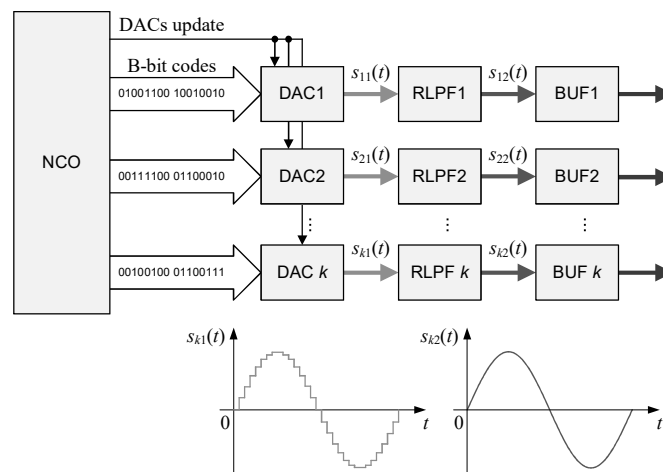 DACs update
B-bit codes
NCO
01001100 10010010
DAC1
s11(t)
RLPF1
s12(t)
BUF1
00111100 01100010
DAC2
s21(t)
RLPF2
s22(t)
BUF2
⋮ ⋮ ⋮
00100100 01100111
DAC k
sk1(t)
RLPF k
sk2(t)
BUF k
sk1(t)
0
t
sk2(t)
0
t